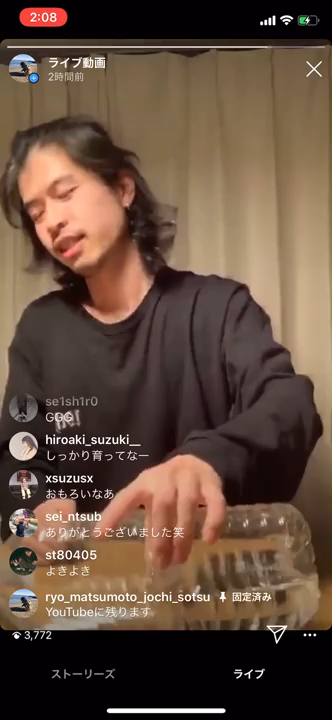 2:08
ライブ動画
2時間前
se1sh1r0
GGG
hiroaki_suzuki__
しっかり育ってなー
xsuzusx
おもろいなあ
sei_ntsub
ありがとうございました笑
st80405
よきよき
ryo_matsumoto_jochi_sotsu 固定済み
YouTubeに残ります
3,772
ストーリーズ ライブ